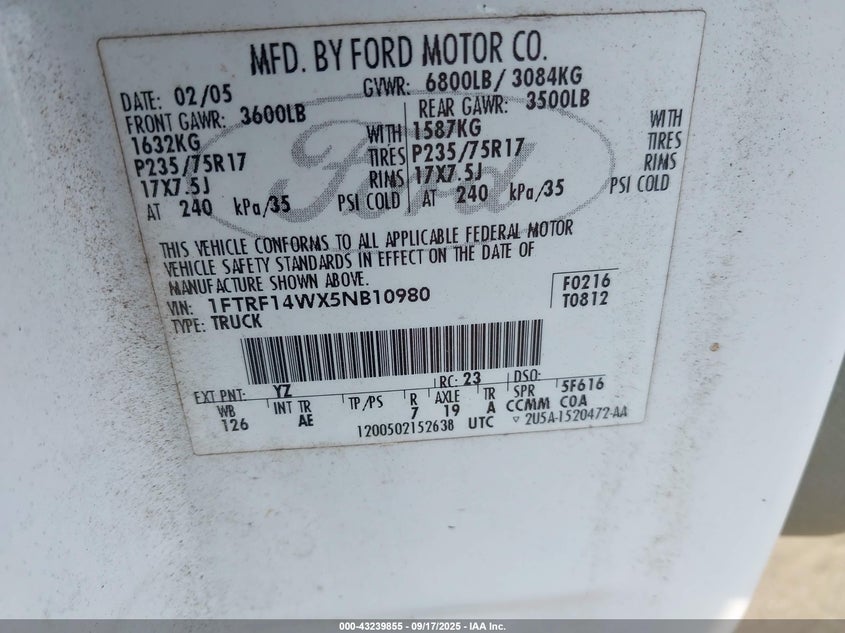 MFD. BY FORD MOTOR CO.
DATE: 02/05 GVWR: 6800LB/ 3084KG
FRONT GAWR: 3600LB REAR GAWR: 3500LB
1632KG WITH 1587KG WITH
P235/75R17 TIRES P235/75R17 TIRES
17X7.5J RIMS 17X7.5J RIMS
AT 240 kPa/35 PSI COLD AT 240 kPa/35 PSI COLD
Ford
THIS VEHICLE CONFORMS TO ALL APPLICABLE FEDERAL MOTOR
VEHICLE SAFETY STANDARDS IN EFFECT ON THE DATE OF
MANUFACTURE SHOWN ABOVE.
VIN: 1FTRF14WX5NB10980 F0216
TYPE: TRUCK T0812
EXT PNT: YZ RC: 23 DSO:
WB INT TR TP/PS R AXLE TR SPR 5F616
126 AE 7 19 A CCMM COA
1200502152638 UTC ▽ 2U5A-1520472-AA
000-43239855 - 09/17/2025 - IAA Inc.